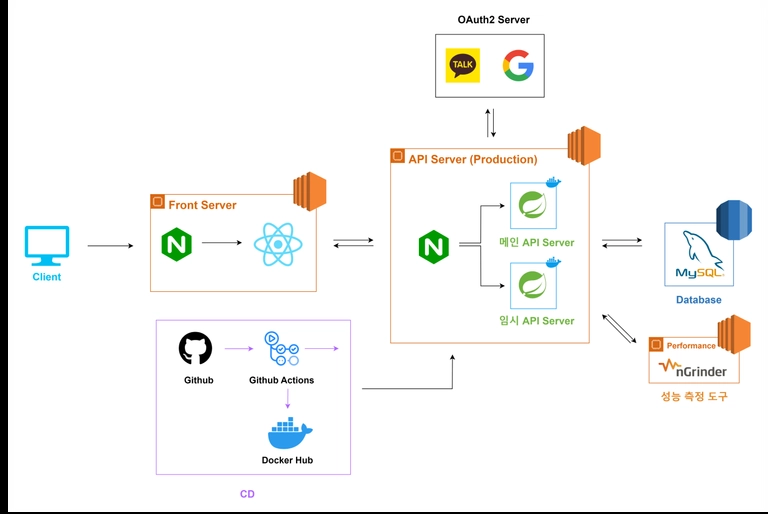 OAuth2 Server
TALK
API Server (Production)
Front Server
메인 API Server
Client
MySQL
Database
임시 API Server
Performance
nGrinder
성능 측정 도구
Github
Github Actions
Docker Hub
CD